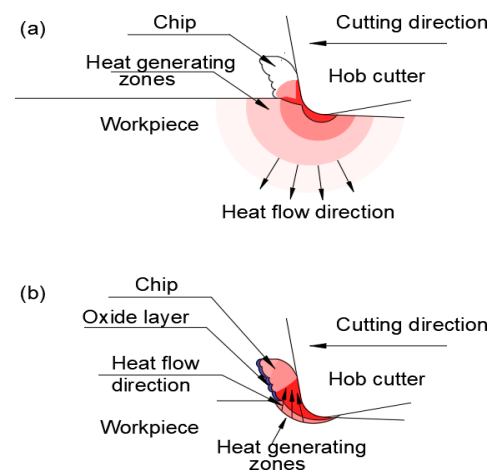 (a)
Chip
Cutting direction
Heat generating
zones
Hob cutter
Workpiece
Heat flow direction
(b)
Chip
Oxide layer
Cutting direction
Heat flow
direction
Hob cutter
Workpiece
Heat generating
zones